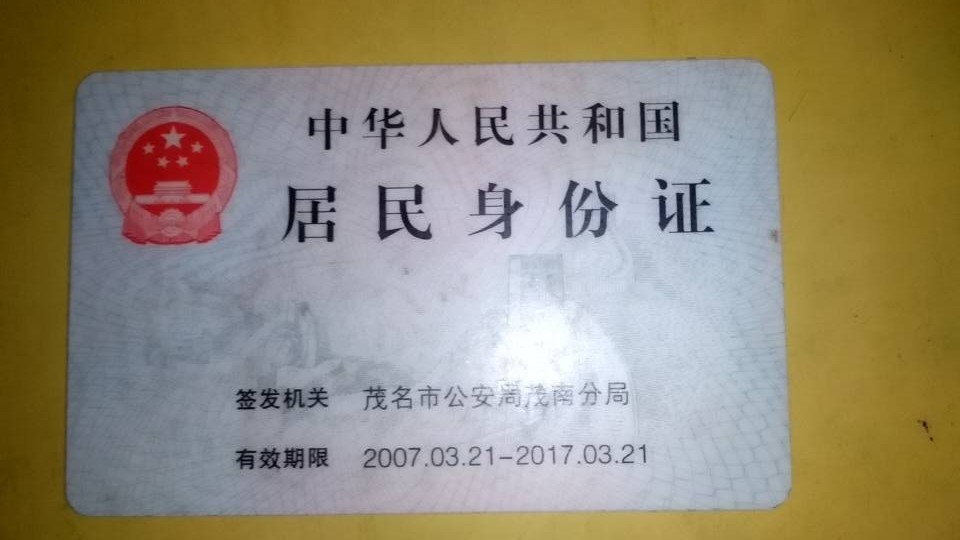 中华人民共和国
居民身份证
签发机关 茂名市公安局茂南分局
有效期限 2007.03.21-2017.03.21